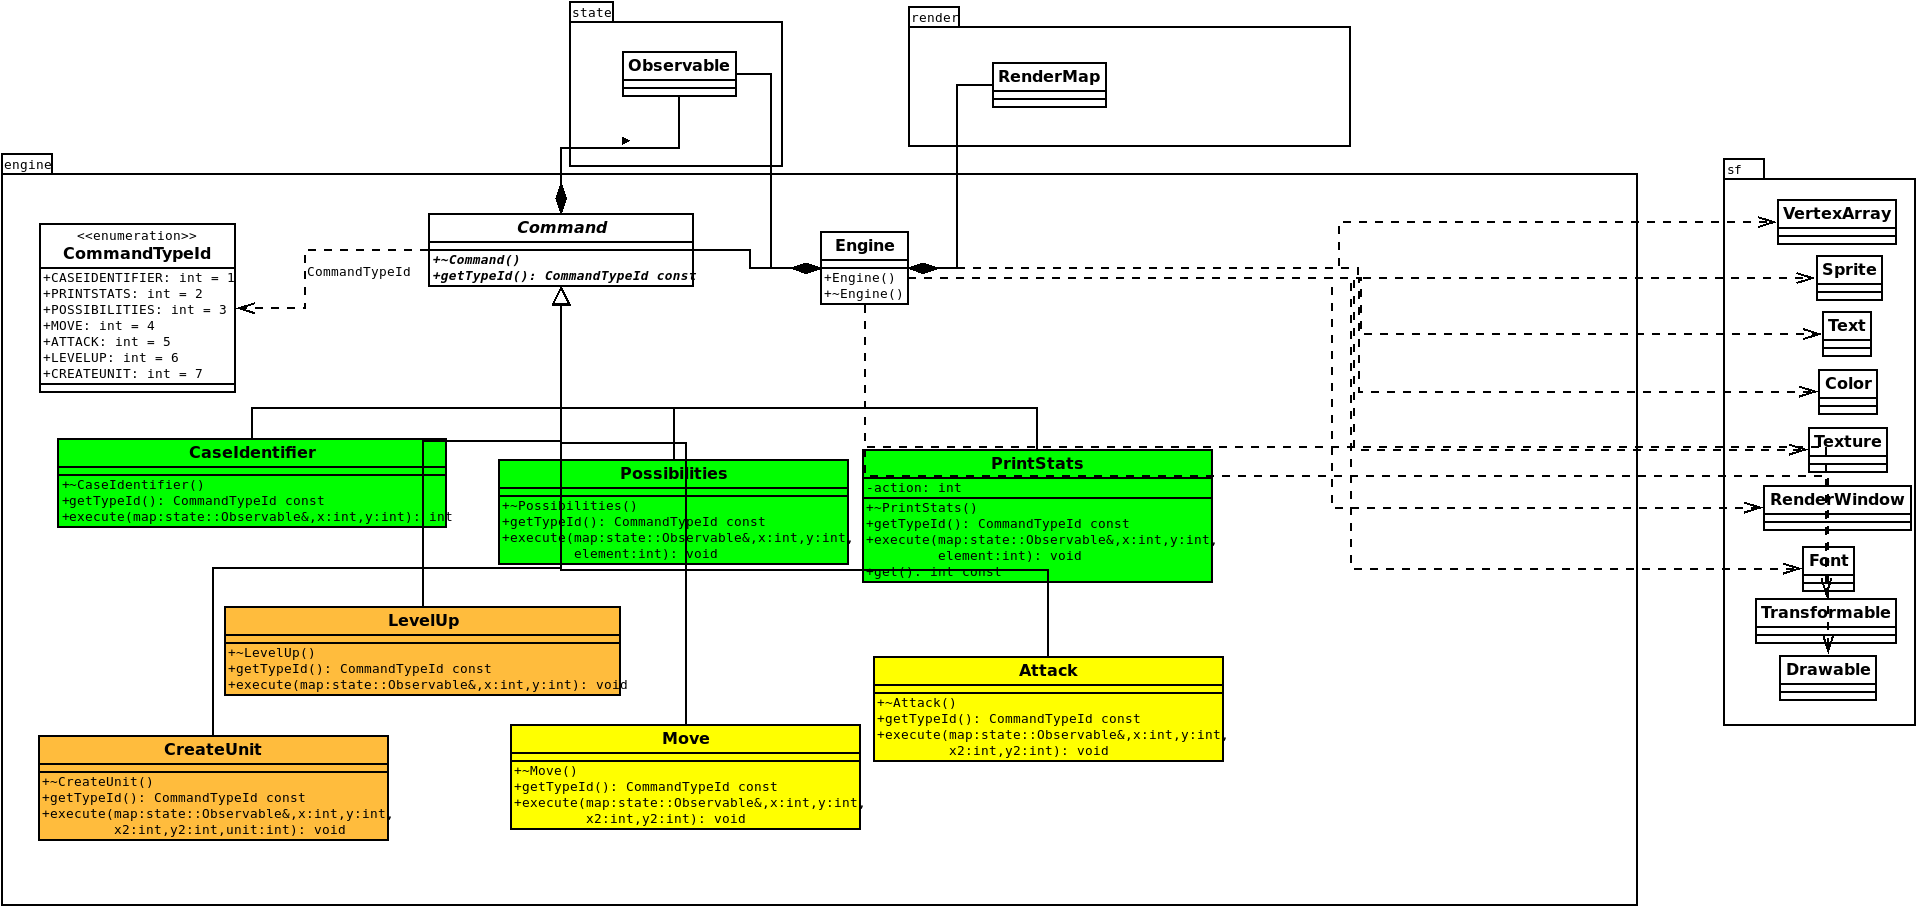 state
Observable
render
RenderMap
engine
<<enumeration>>
CommandTypeId
+CASEIDENTIFIER: int = 1
+PRINTSTATS: int = 2
+POSSIBILITIES: int = 3
+MOVE: int = 4
+ATTACK: int = 5
+LEVELUP: int = 6
+CREATEUNIT: int = 7
CommandTypeId
Command
+~Command()
+getTypeId(): CommandTypeId const
Engine
+Engine()
+~Engine()
sf
VertexArray
Sprite
Text
Color
Texture
RenderWindow
Font
Transformable
Drawable
CaseIdentifier
+~CaseIdentifier()
+getTypeId(): CommandTypeId const
+execute(map:state::Observable&,x:int,y:int): int
Possibilities
+~Possibilities()
+getTypeId(): CommandTypeId const
+execute(map:state::Observable&,x:int,y:int,
element:int): void
PrintStats
-action: int
+~PrintStats()
+getTypeId(): CommandTypeId const
+execute(map:state::Observable&,x:int,y:int,
element:int): void
+get(): int const
LevelUp
+~LevelUp()
+getTypeId(): CommandTypeId const
+execute(map:state::Observable&,x:int,y:int): void
Attack
+~Attack()
+getTypeId(): CommandTypeId const
+execute(map:state::Observable&,x:int,y:int,
x2:int,y2:int): void
CreateUnit
+~CreateUnit()
+getTypeId(): CommandTypeId const
+execute(map:state::Observable&,x:int,y:int,
x2:int,y2:int,unit:int): void
Move
+~Move()
+getTypeId(): CommandTypeId const
+execute(map:state::Observable&,x:int,y:int,
x2:int,y2:int): void